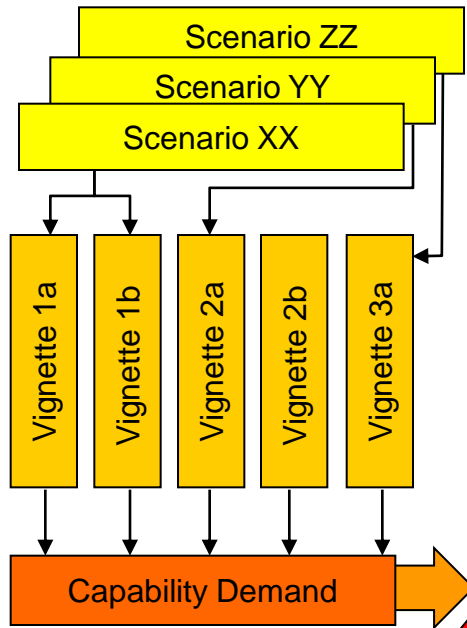 Scenario ZZ
Scenario YY
Scenario XX
Vignette 1a
Vignette 1b
Vignette 2a
Vignette 2b
Vignette 3a
Capability Demand